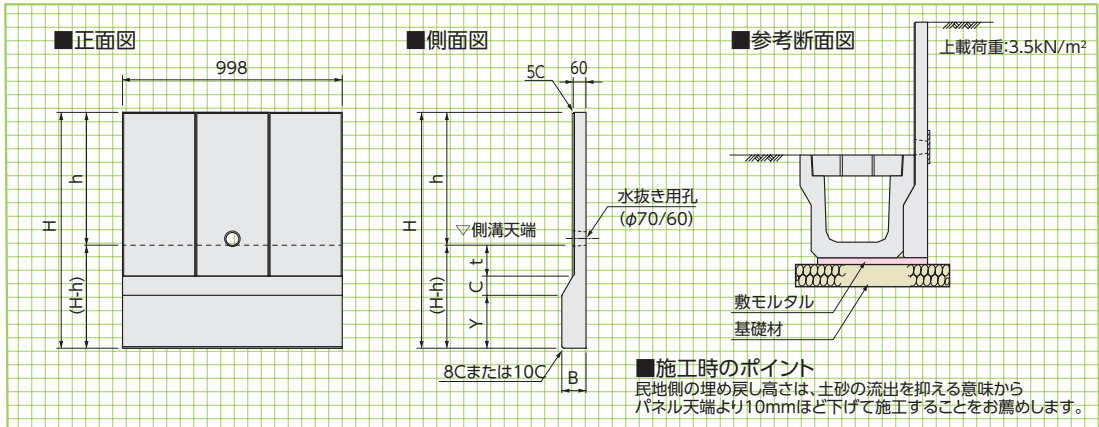 ■正面図
998
H
h
(H-h)
■側面図
5C
60
H
h
(H-h)
水抜き用孔
(φ70/60)
▽側溝天端
t
C
Y
8Cまたは10C
B
■参考断面図
上載荷重:3.5kN/m²
敷モルタル
基礎材
■施工時のポイント
民地側の埋め戻し高さは、土砂の流出を抑える意味から
パネル天端より10mmほど下げて施工することをお薦めします。